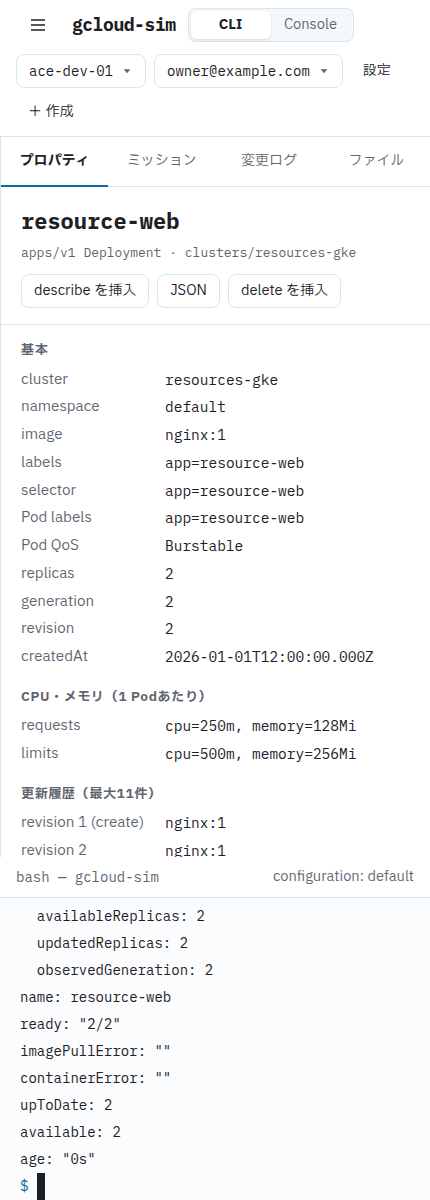 gcloud-sim CLI Console
ace-dev-01 owner@example.com 設定
＋ 作成
プロパティ ミッション 変更ログ ファイル
resource-web
apps/v1 Deployment · clusters/resources-gke
describe を挿入 JSON delete を挿入
基本
cluster resources-gke
namespace default
image nginx:1
labels app=resource-web
selector app=resource-web
Pod labels app=resource-web
Pod QoS Burstable
replicas 2
generation 2
revision 2
createdAt 2026-01-01T12:00:00.000Z
CPU・メモリ（1 Podあたり）
requests cpu=250m, memory=128Mi
limits cpu=500m, memory=256Mi
更新履歴（最大11件）
revision 1 (create) nginx:1
revision 2 nginx:1
bash — gcloud-sim configuration: default
availableReplicas: 2
updatedReplicas: 2
observedGeneration: 2
name: resource-web
ready: "2/2"
imagePullError: ""
containerError: ""
upToDate: 2
available: 2
age: "0s"
$